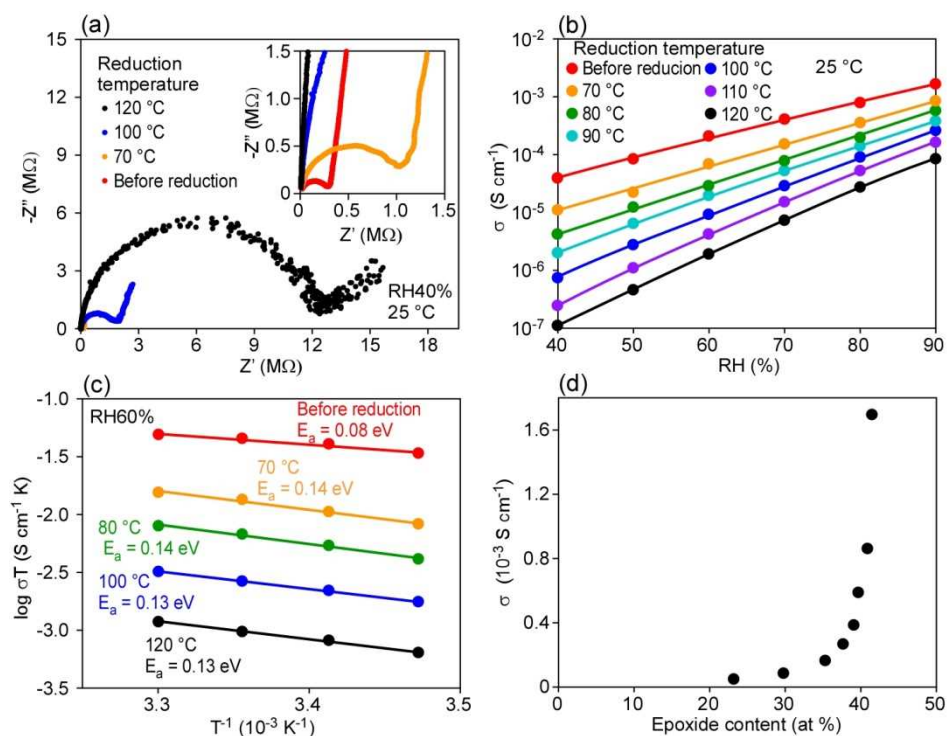 (a)
-Z" (MΩ)
15
12
9
6
3
0
Reduction
temperature
120 °C
100 °C
70 °C
Before reduction
-Z" (MΩ)
1.5
1.0
0.5
0
0
0.5
1.0
1.5
Z' (MΩ)
RH40%
25 °C
0
3
6
9
12
15
18
Z' (MΩ)
(b)
σ (S cm-1)
10-2
10-3
10-4
10-5
10-6
10-7
Reduction temperature
Before reducion
70 °C
80 °C
90 °C
100 °C
110 °C
120 °C
25 °C
40
50
60
70
80
90
RH (%)
(c)
log σT (S cm-1 K)
-1.0
-1.5
-2.0
-2.5
-3.0
-3.5
RH60%
Before reduction
Ea = 0.08 eV
70 °C
Ea = 0.14 eV
80 °C
Ea = 0.14 eV
100 °C
Ea = 0.13 eV
120 °C
Ea = 0.13 eV
3.3
3.4
3.5
T-1 (10-3 K-1)
(d)
σ (10-3 S cm-1)
1.6
1.2
0.8
0.4
0
0
10
20
30
40
50
Epoxide content (at %)